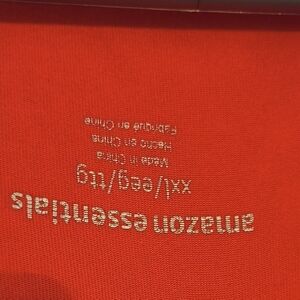 amazon essentials
xxl/eeg/ttg
Made in China
Hecho en China
Fabriqué en Chine